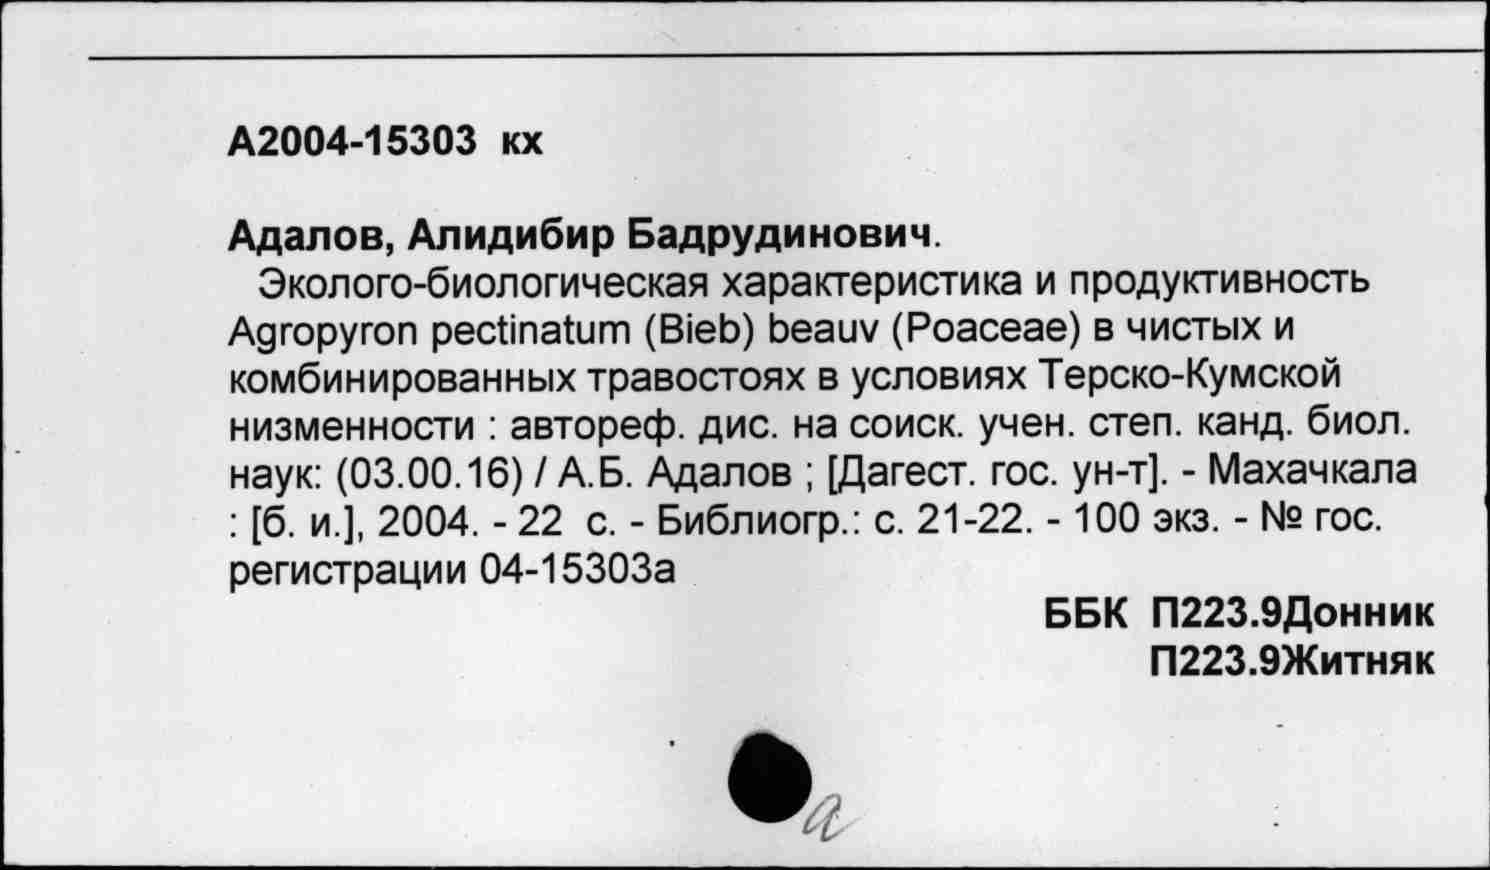 А2004-15303 кх
Адалов, Алидибир Бадрудинович.
Эколого-биологическая характеристика и продуктивность
Agropyron pectinatum (Bieb) beauv (Poaceae) в чистых и
комбинированных травостоях в условиях Терско-Кумской
низменности : автореф. дис. на соиск. учен. степ. канд. биол.
наук: (03.00.16) / А.Б. Адалов ; [Дагест. гос. ун-т]. - Махачкала
: [б. и.], 2004. - 22 с. - Библиогр.: с. 21-22. - 100 экз. - № гос.
регистрации 04-15303а
ББК П223.9Донник
П223.9Житняк
а